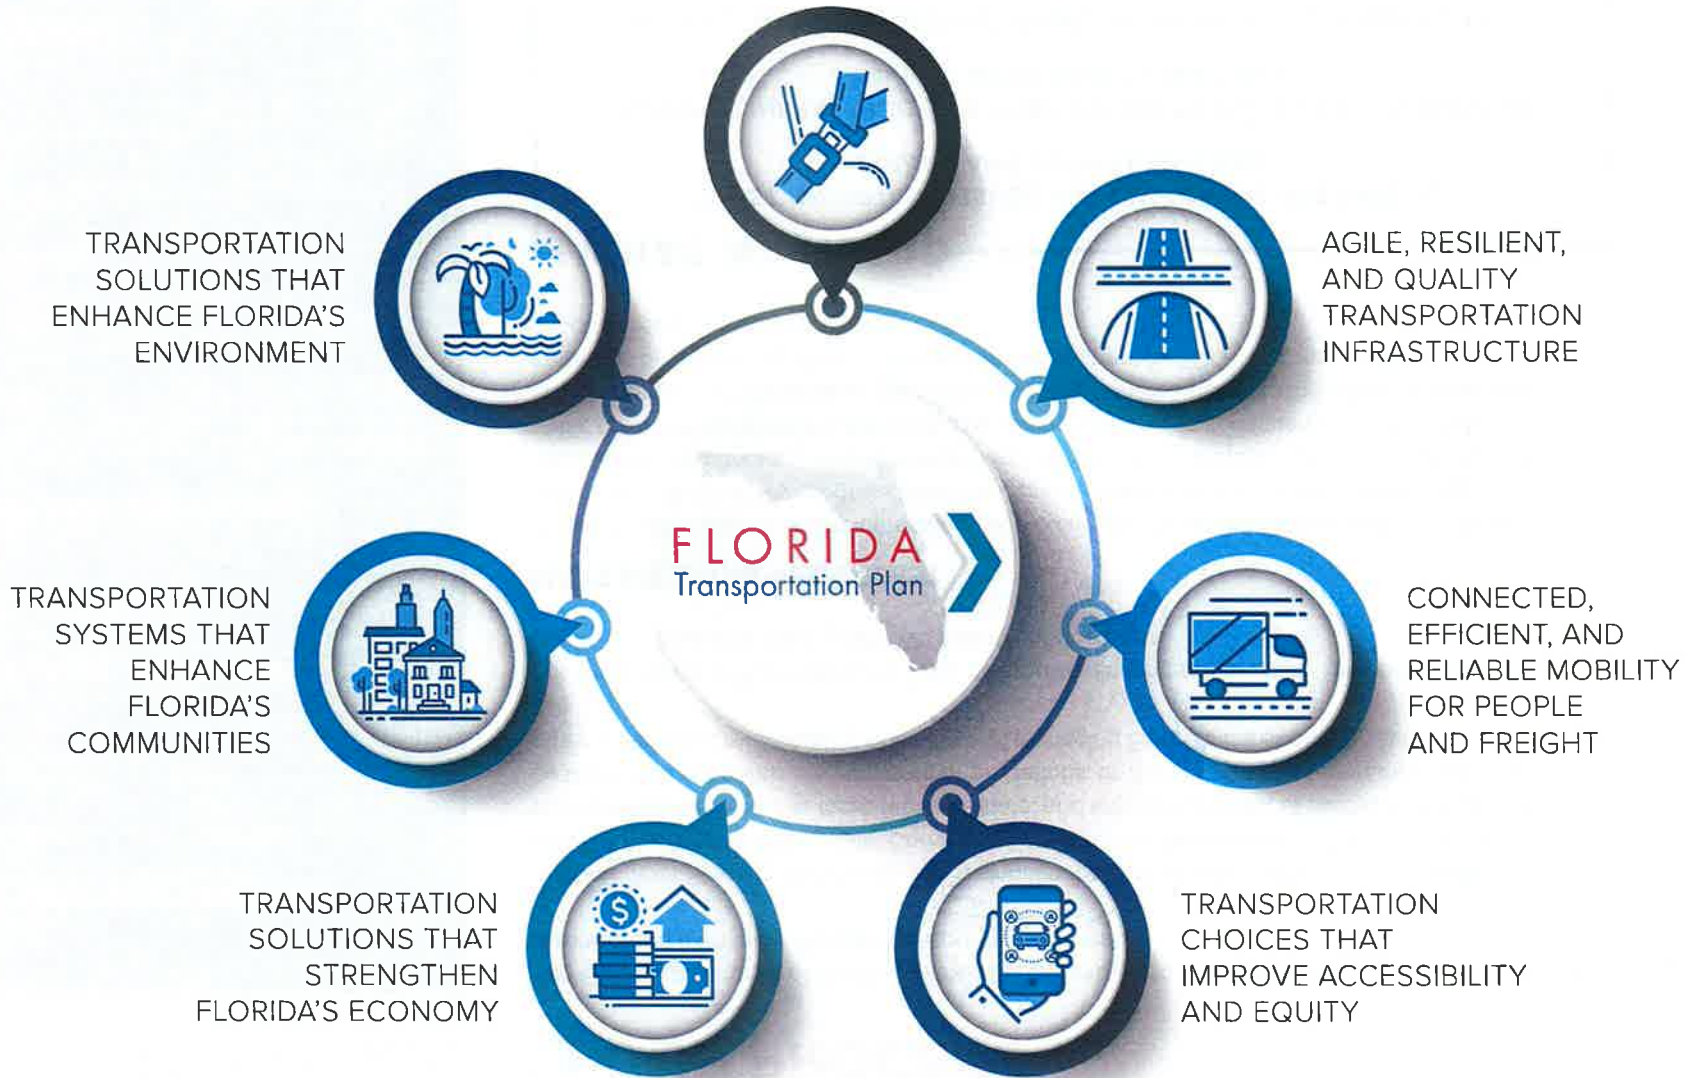 TRANSPORTATION
SOLUTIONS THAT
ENHANCE FLORIDA'S
ENVIRONMENT
AGILE, RESILIENT,
AND QUALITY
TRANSPORTATION
INFRASTRUCTURE
FLORIDA
Transportation Plan
TRANSPORTATION
SYSTEMS THAT
ENHANCE
FLORIDA'S
COMMUNITIES
CONNECTED,
EFFICIENT, AND
RELIABLE MOBILITY
FOR PEOPLE
AND FREIGHT
$
TRANSPORTATION
SOLUTIONS THAT
STRENGTHEN
FLORIDA'S ECONOMY
TRANSPORTATION
CHOICES THAT
IMPROVE ACCESSIBILITY
AND EQUITY